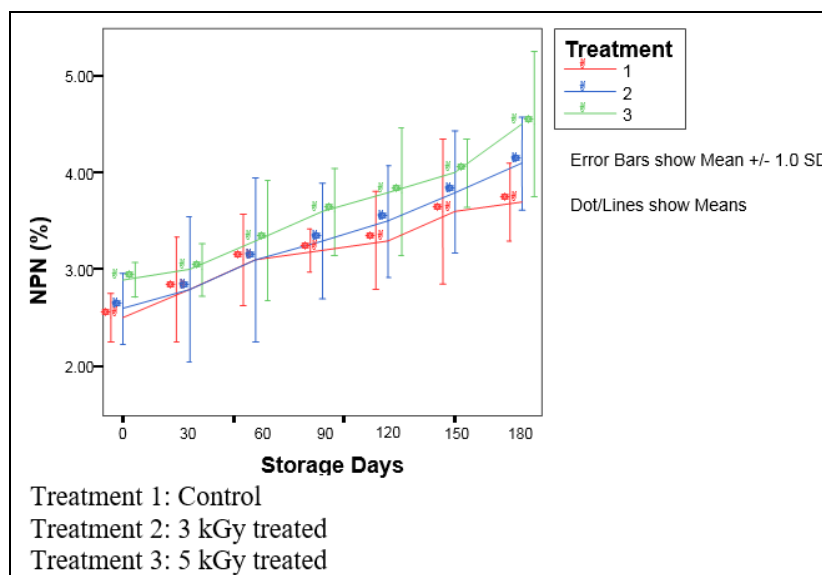 Treatment
1
2
3
Error Bars show Mean +/- 1.0 SD
Dot/Lines show Means
NPN (%)
5.00
4.00
3.00
2.00
0 30 60 90 120 150 180
Storage Days
Treatment 1: Control
Treatment 2: 3 kGy treated
Treatment 3: 5 kGy treated